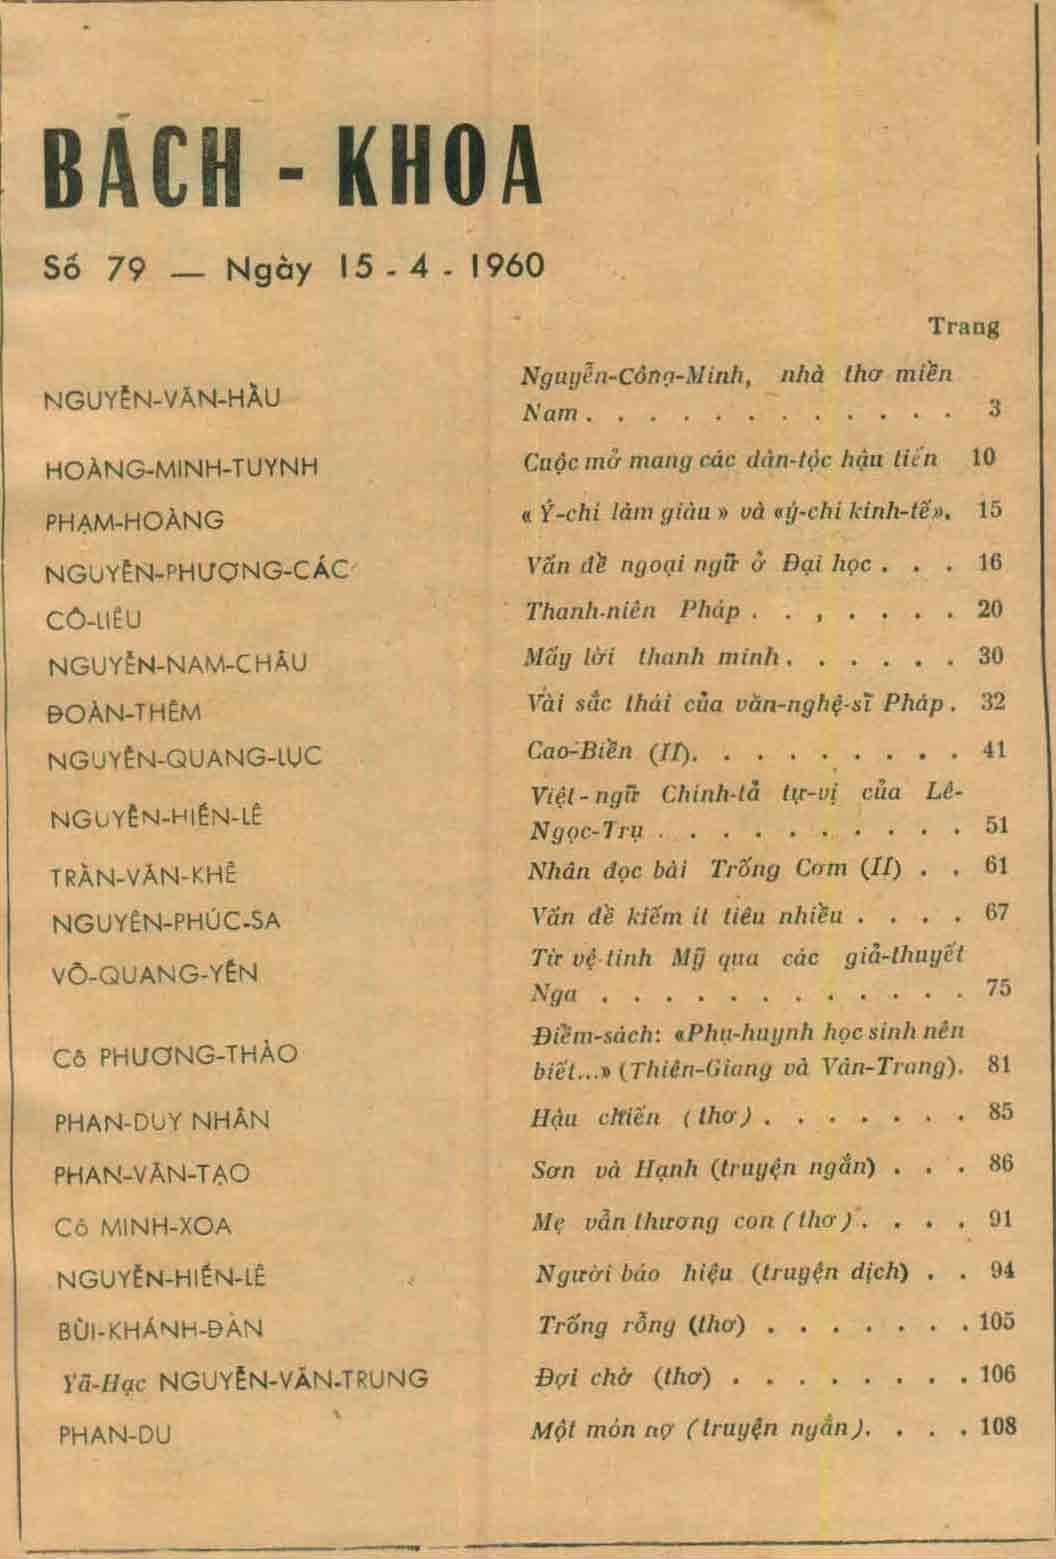 BÁCH - KHOA
Số 79 — Ngày 15 - 4 - 1960
Trang
NGUYỄN-VĂN-HẦU Nguyễn-Công-Minh, nhà thơ miền
Nam . . . . . . . . . . . . . 3
HOÀNG-MINH-TUYNH Cuộc mở mang các dân-tộc hậu tiến 10
PHẠM-HOÀNG « Ý-chí làm giàu » và «ý-chí kinh-tế». 15
NGUYỄN-PHƯỢNG-CÁC Vấn đề ngoại ngữ ở Đại học . . . 16
CÔ-LIÊU Thanh-niên Pháp . . , . . . . 20
NGUYỄN-NAM-CHÂU Mấy lời thanh minh . . . . . . 30
ĐOÀN-THÊM Vài sắc thái của văn-nghệ-sĩ Pháp . 32
NGUYỄN-QUANG-LỤC Cao-Biền (II) . . . . . . . . . 41
NGUYỄN-HIẾN-LÊ Việt-ngữ Chính-tả tự-vị của Lê-
Ngọc-Trụ . . . . . . . . . . 51
TRẦN-VĂN-KHÊ Nhân đọc bài Trống Cơm (II) . . 61
NGUYỄN-PHÚC-SA Vấn đề kiếm ít tiêu nhiều . . . . 67
VÕ-QUANG-YẾN Từ vệ-tinh Mỹ qua các giả-thuyết
Nga . . . . . . . . . . . . . 75
Cô PHƯƠNG-THẢO Điểm-sách: «Phụ-huynh học sinh nên
biết...» (Thiên-Giang và Vân-Trang). 81
PHAN-DUY NHÂN Hậu chiến (thơ) . . . . . . . 85
PHAN-VĂN-TẠO Sơn và Hạnh (truyện ngắn) . . . 86
Cô MINH-XOA Mẹ vẫn thương con (thơ) . . . . 91
NGUYỄN-HIẾN-LÊ Người báo hiệu (truyện dịch) . . 94
BÙI-KHÁNH-ĐẢN Trống rỗng (thơ) . . . . . . . 105
Yã-Hạc NGUYỄN-VĂN-TRUNG Đợi chờ (thơ) . . . . . . . . 106
PHAN-DU Một món nợ (truyện ngắn) . . . . 108